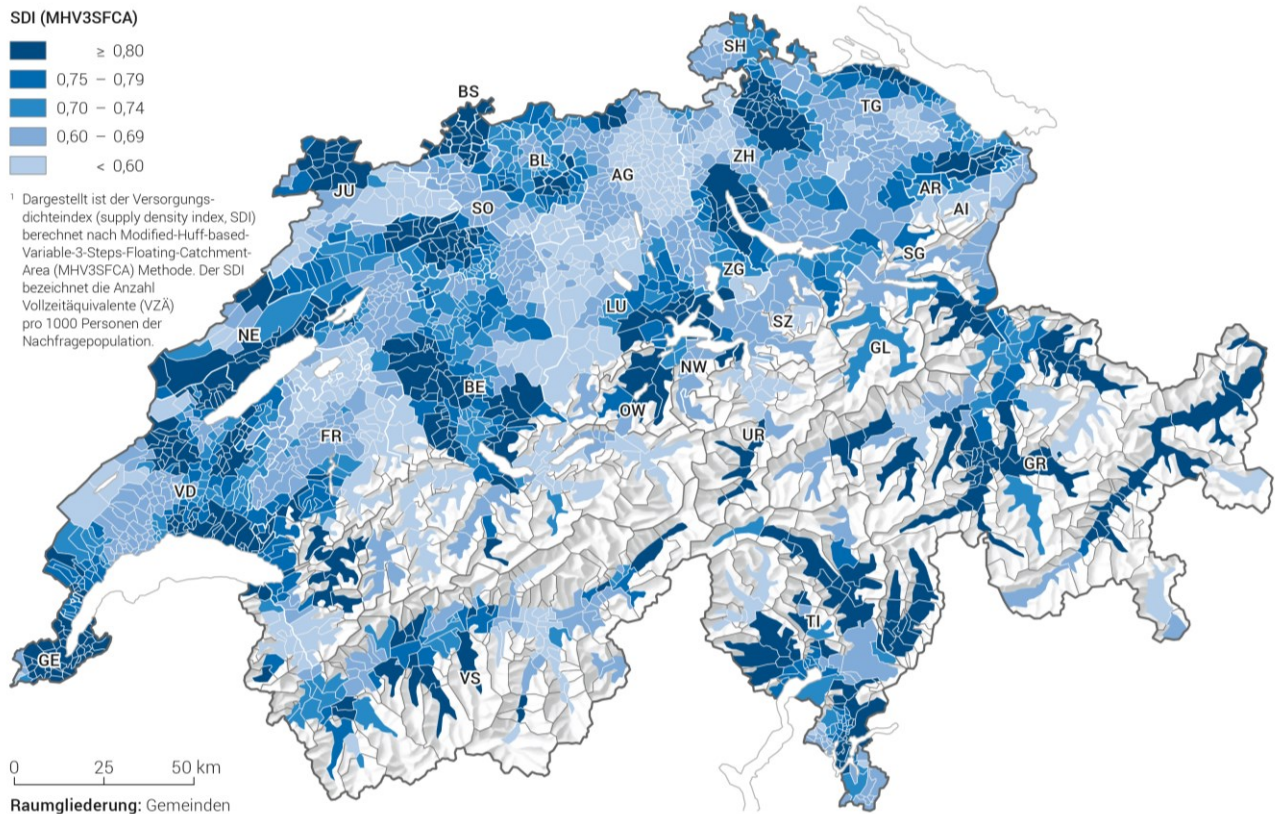 SDI (MHV3SFCA)
≥ 0,80
0,75 – 0,79
0,70 – 0,74
0,60 – 0,69
< 0,60
¹ Dargestellt ist der Versorgungs-
dichteindex (supply density index, SDI)
berechnet nach Modified-Huff-based-
Variable-3-Steps-Floating-Catchment-
Area (MHV3SFCA) Methode. Der SDI
bezeichnet die Anzahl
Vollzeitäquivalente (VZÄ)
pro 1000 Personen der
Nachfragepopulation.
SH
BS
TG
BL
ZH
AG
JU
AR
SO
AI
SG
ZG
LU
SZ
NE
GL
NW
BE
OW
FR
UR
GR
VD
TI
GE
VS
0 25 50 km
Raumgliederung: Gemeinden